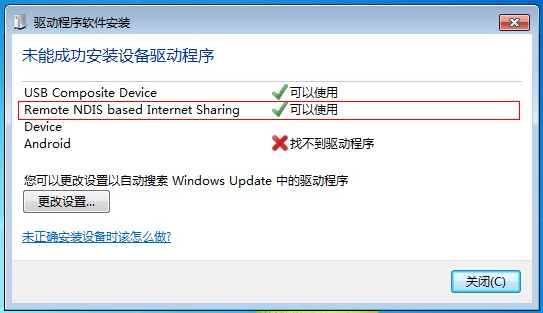 驱动程序软件安装
未能成功安装设备驱动程序
USB Composite Device 可以使用
Remote NDIS based Internet Sharing 可以使用
Device
Android 找不到驱动程序
您可以更改设置以自动搜索 Windows Update 中的驱动程序
更改设置...
未正确安装设备时该怎么做?
关闭(C)